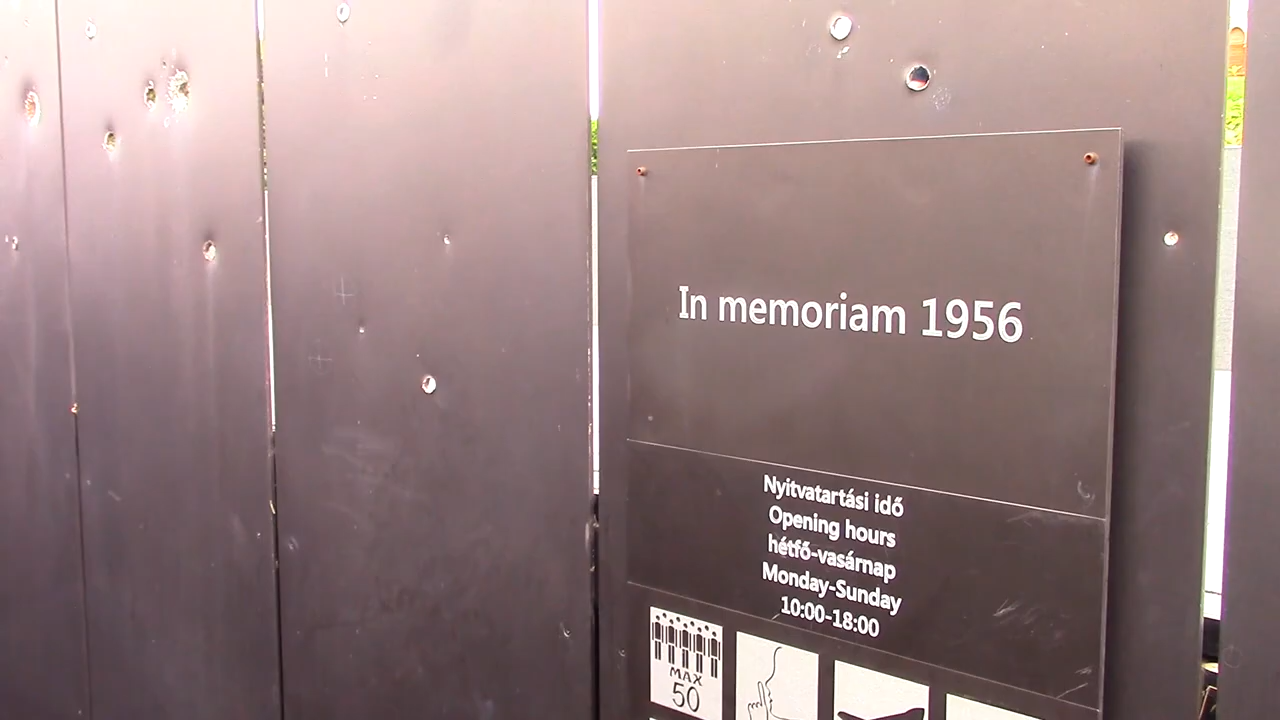 In memoriam 1956
Nyitvatartási idő
Opening hours
hétfő-vasárnap
Monday-Sunday
10:00-18:00
MAX
50